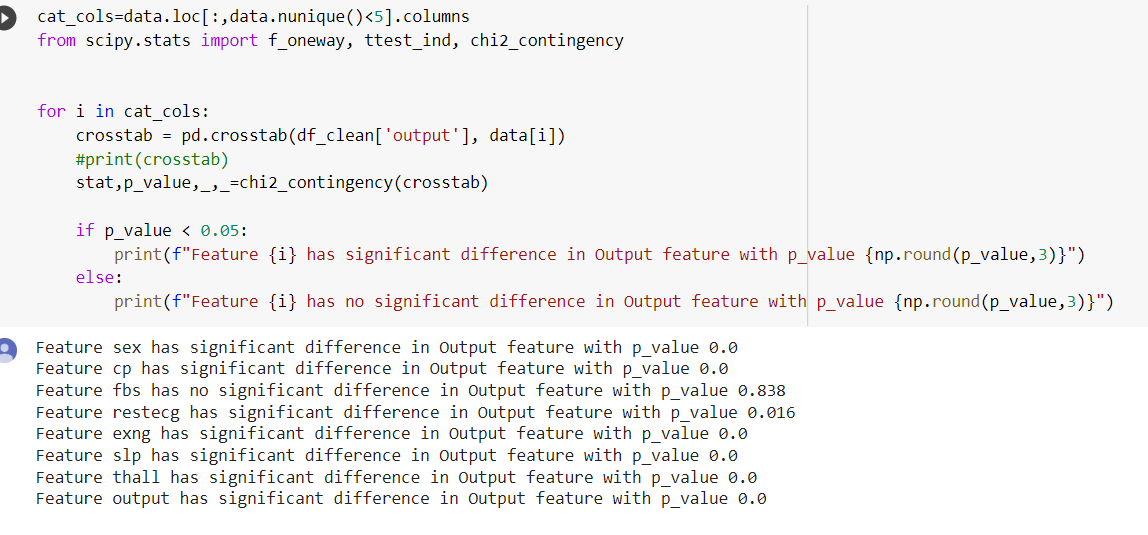 cat_cols=data.loc[:,data.nunique()<5].columns
from scipy.stats import f_oneway, ttest_ind, chi2_contingency
for i in cat_cols:
    crosstab = pd.crosstab(df_clean['output'], data[i])
    #print(crosstab)
    stat,p_value,_,_=chi2_contingency(crosstab)
    if p_value < 0.05:
        print(f"Feature {i} has significant difference in Output feature with p_value {np.round(p_value,3)}")
    else:
        print(f"Feature {i} has no significant difference in Output feature with p_value {np.round(p_value,3)}")
Feature sex has significant difference in Output feature with p_value 0.0
Feature cp has significant difference in Output feature with p_value 0.0
Feature fbs has no significant difference in Output feature with p_value 0.838
Feature restecg has significant difference in Output feature with p_value 0.016
Feature exng has significant difference in Output feature with p_value 0.0
Feature slp has significant difference in Output feature with p_value 0.0
Feature thall has significant difference in Output feature with p_value 0.0
Feature output has significant difference in Output feature with p_value 0.0